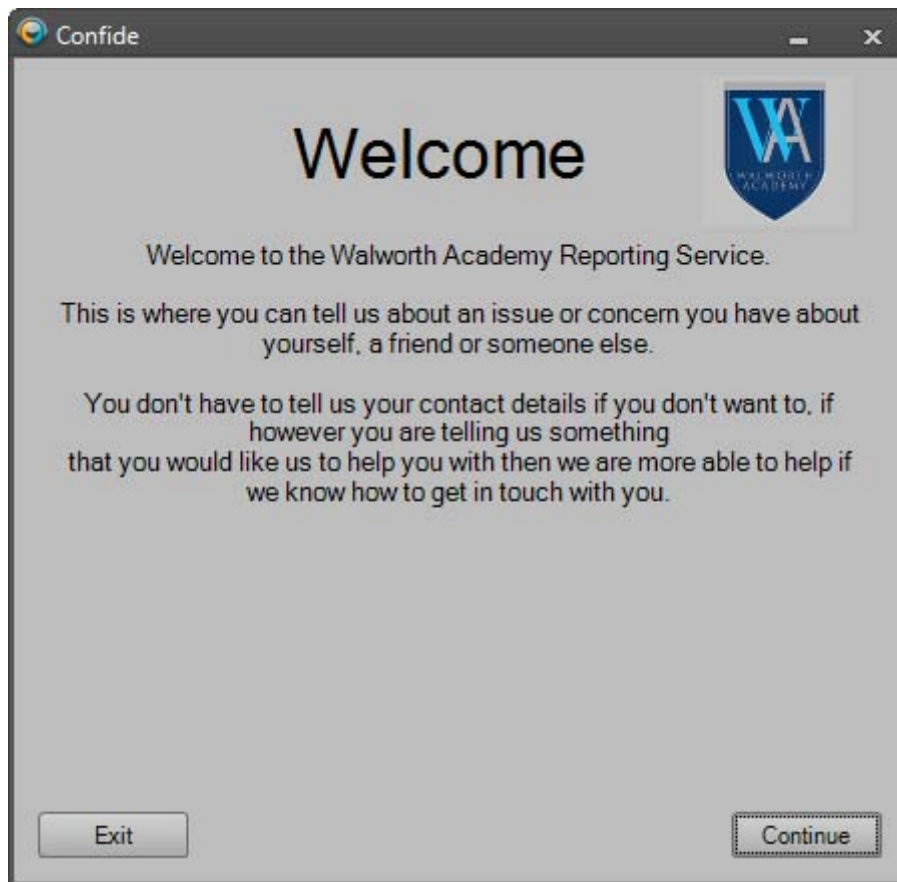 Confide
Welcome
WA
WALWORTH
ACADEMY
Welcome to the Walworth Academy Reporting Service.
This is where you can tell us about an issue or concern you have about
yourself, a friend or someone else.
You don't have to tell us your contact details if you don't want to, if
however you are telling us something
that you would like us to help you with then we are more able to help if
we know how to get in touch with you.
Exit
Continue